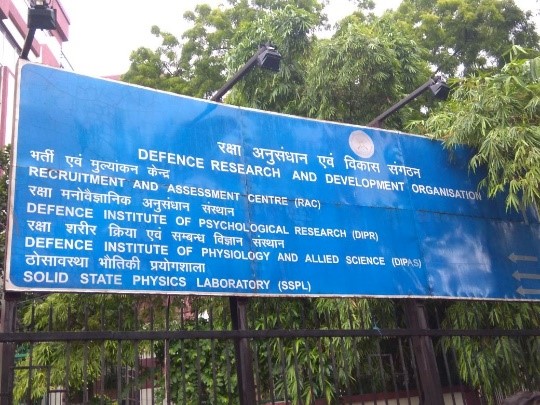 रक्षा अनुसंधान एवं विकास संगठन
DEFENCE RESEARCH AND DEVELOPMENT ORGANISATION
भर्ती एवं मुल्यांकन केन्द्र
RECRUITMENT AND ASSESSMENT CENTRE (RAC)
रक्षा मनोवैज्ञानिक अनुसंधान संस्थान
DEFENCE INSTITUTE OF PSYCHOLOGICAL RESEARCH (DIPR)
रक्षा शरीर क्रिया एवं सम्बन्ध विज्ञान संस्थान
DEFENCE INSTITUTE OF PHYSIOLOGY AND ALLIED SCIENCE (DIPAS)
ठोसावस्था भौतिकी प्रयोगशाला
SOLID STATE PHYSICS LABORATORY (SSPL)